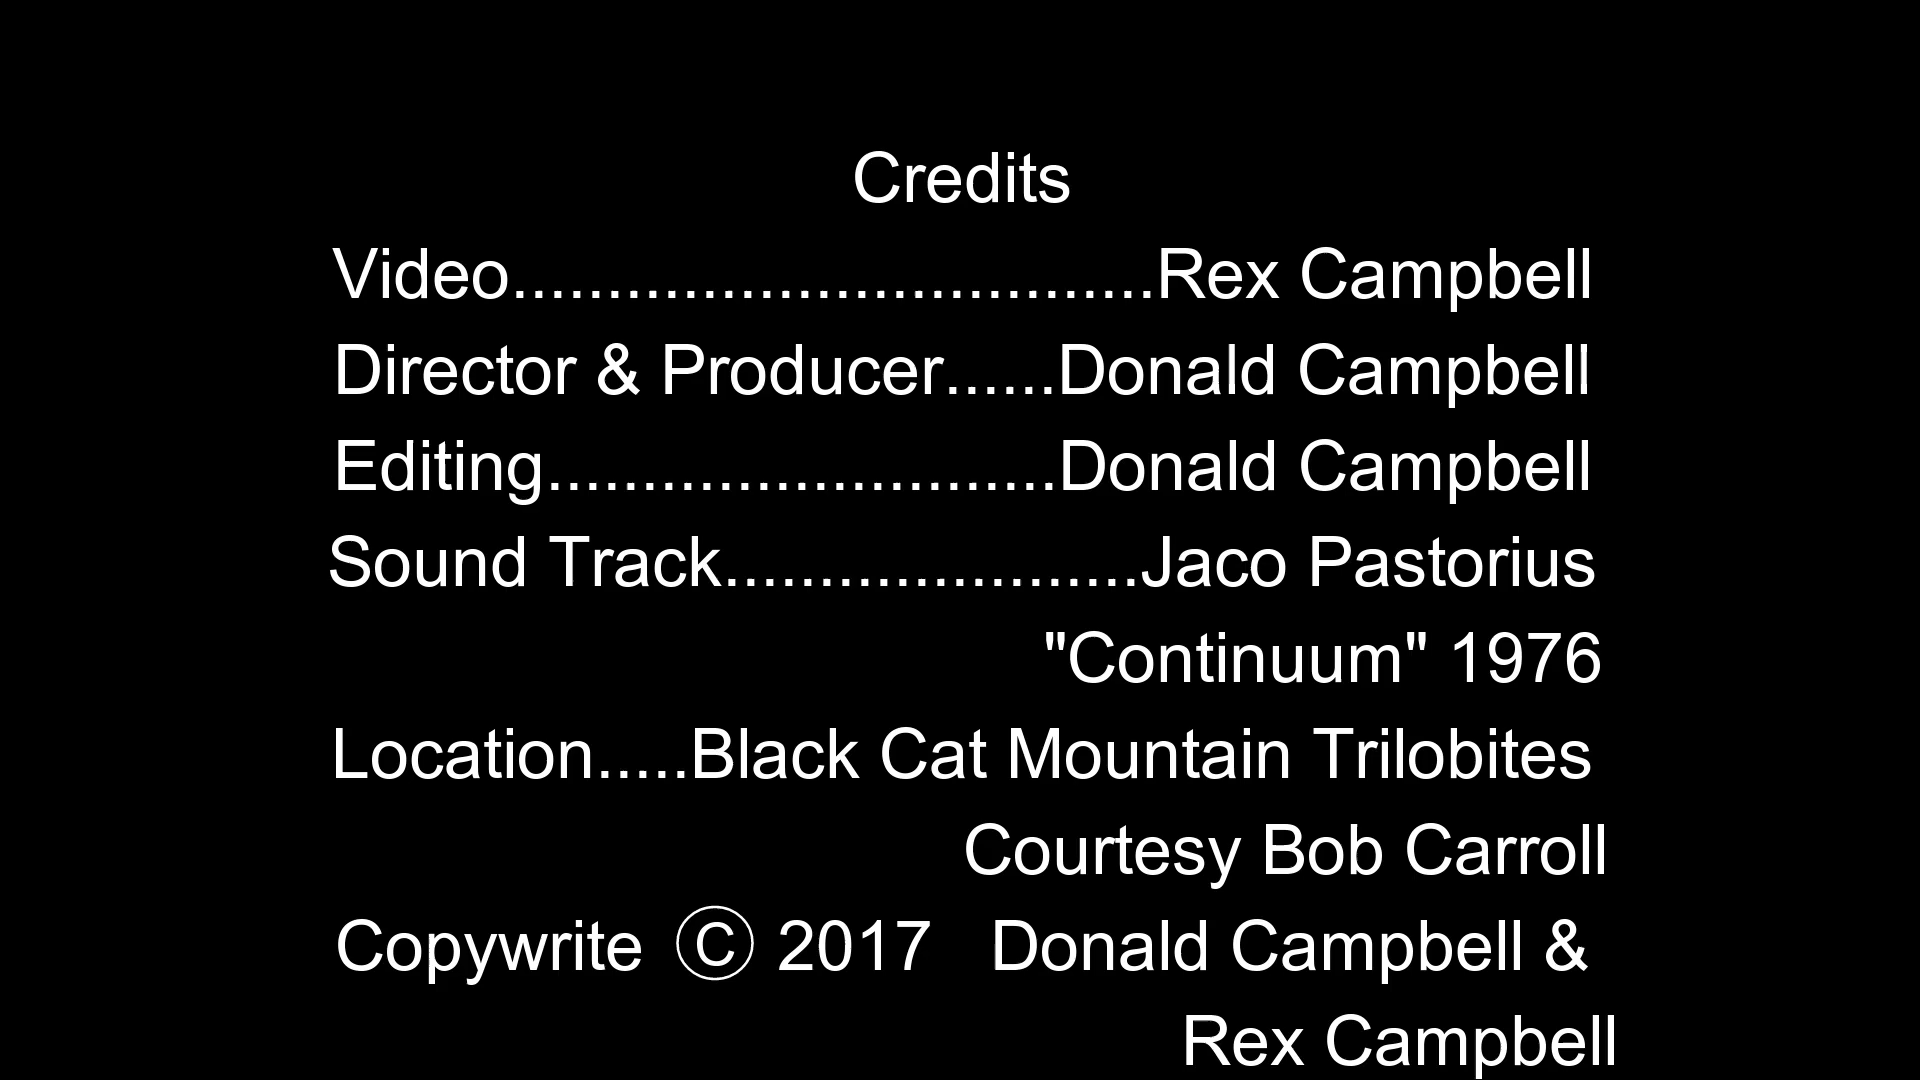 Credits
Video..................................Rex Campbell
Director & Producer......Donald Campbell
Editing...........................Donald Campbell
Sound Track......................Jaco Pastorius
"Continuum" 1976
Location.....Black Cat Mountain Trilobites
Courtesy Bob Carroll
Copywrite Ⓒ 2017 Donald Campbell &
Rex Campbell